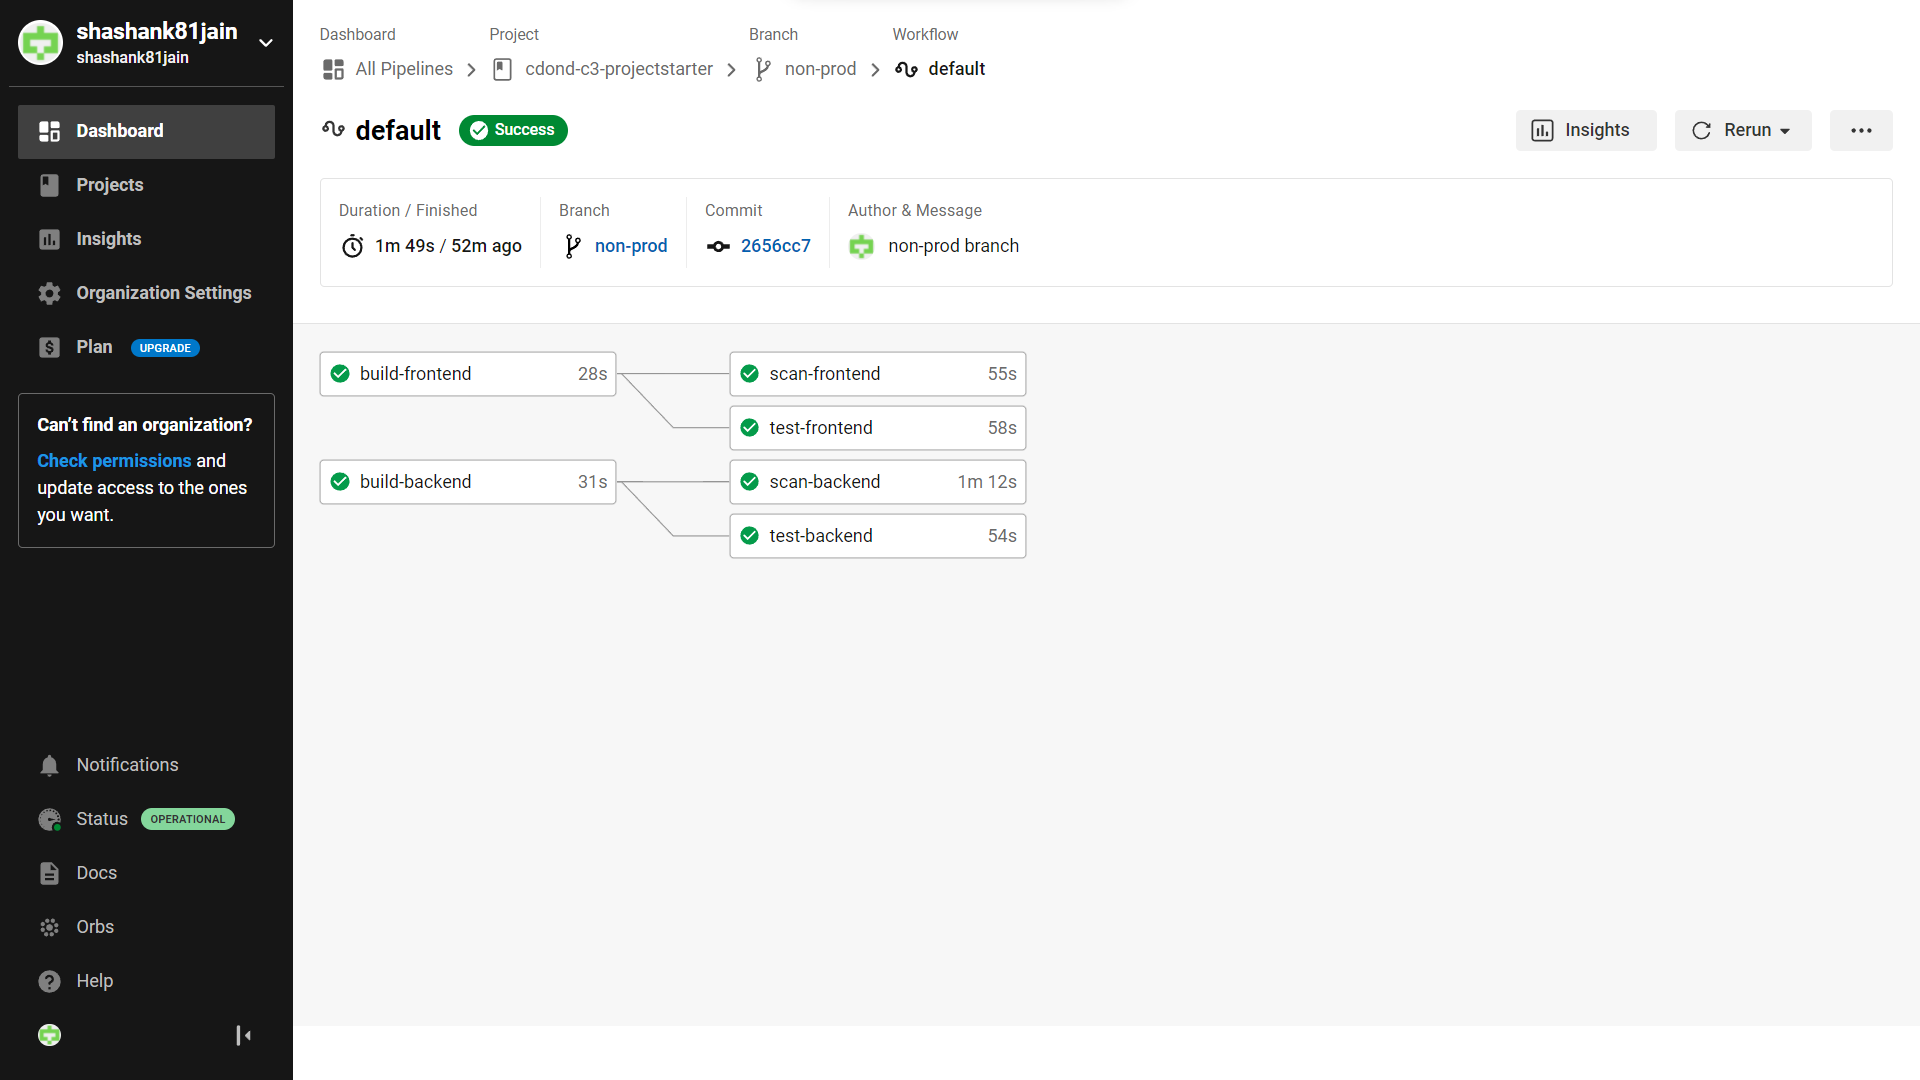 shashank81jain
shashank81jain
Dashboard
Projects
Insights
Organization Settings
Plan UPGRADE
Can't find an organization?
Check permissions and
update access to the ones
you want.
Notifications
Status OPERATIONAL
Docs
Orbs
Help
Dashboard Project Branch Workflow
All Pipelines cdond-c3-projectstarter non-prod default
default Success Insights Rerun
Duration / Finished Branch Commit Author & Message
1m 49s / 52m ago non-prod 2656cc7 non-prod branch
build-frontend 28s scan-frontend 55s
test-frontend 58s
build-backend 31s scan-backend 1m 12s
test-backend 54s